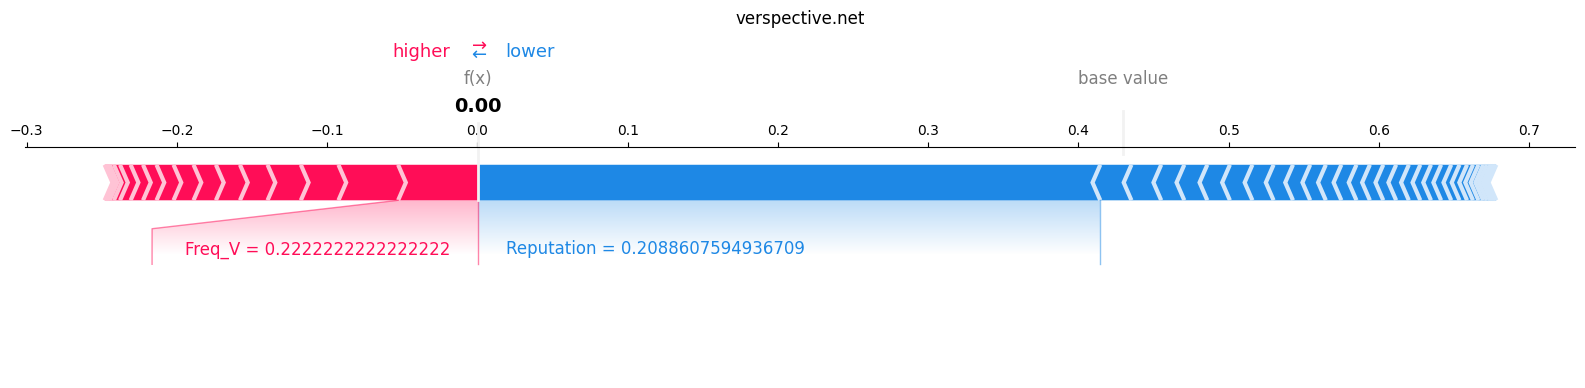 verspective.net
higher ⇄ lower
f(x) base value
0.00
−0.3 −0.2 −0.1 0.0 0.1 0.2 0.3 0.4 0.5 0.6 0.7
Freq_V = 0.2222222222222222 Reputation = 0.2088607594936709